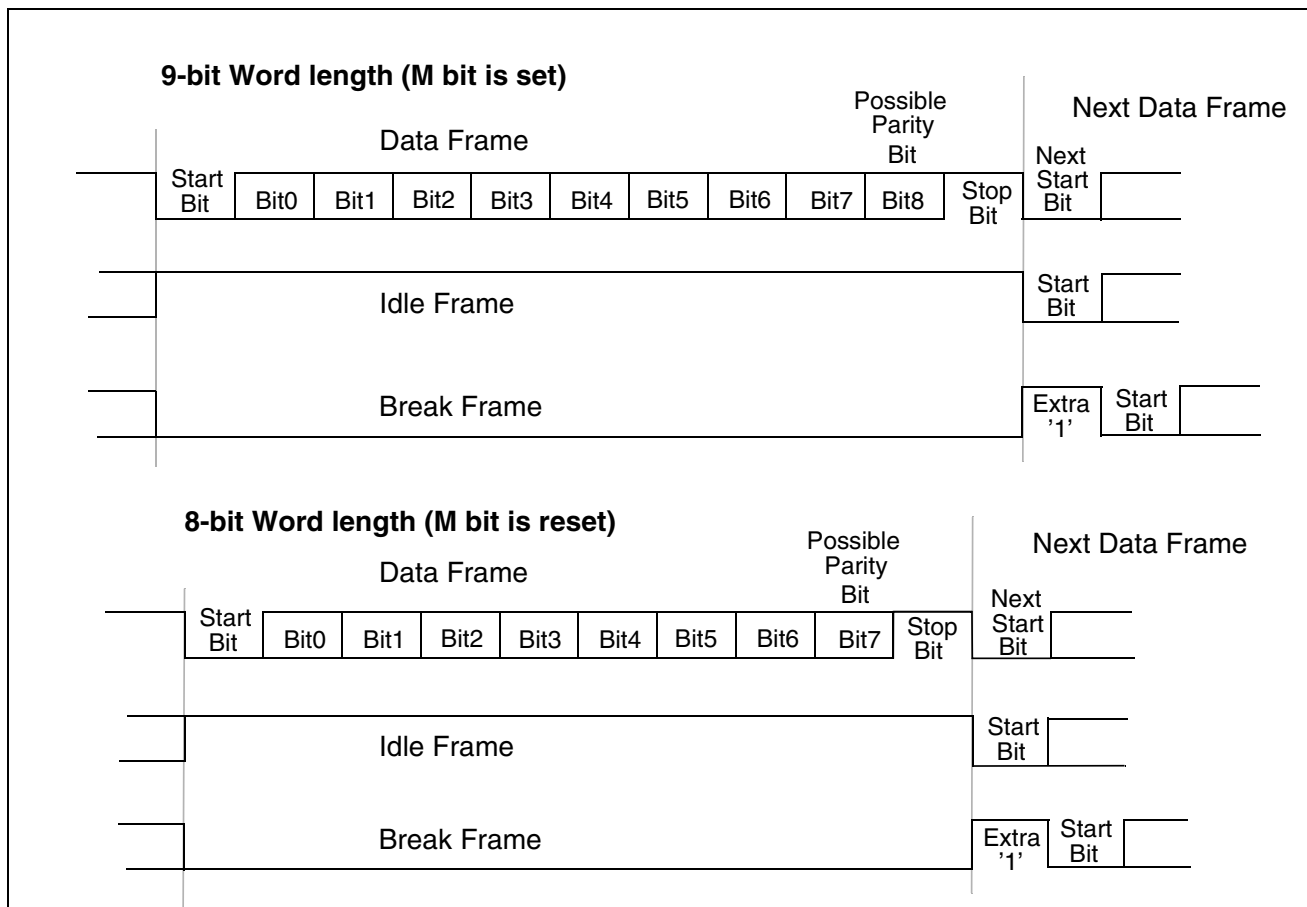 9-bit Word length (M bit is set)
Possible
Parity
Bit
Next Data Frame
Data Frame
Start
Bit
Bit0
Bit1
Bit2
Bit3
Bit4
Bit5
Bit6
Bit7
Bit8
Stop
Bit
Next
Start
Bit
Idle Frame
Start
Bit
Break Frame
Extra
'1'
Start
Bit
8-bit Word length (M bit is reset)
Possible
Parity
Bit
Next Data Frame
Data Frame
Start
Bit
Bit0
Bit1
Bit2
Bit3
Bit4
Bit5
Bit6
Bit7
Stop
Bit
Next
Start
Bit
Idle Frame
Start
Bit
Break Frame
Extra
'1'
Start
Bit